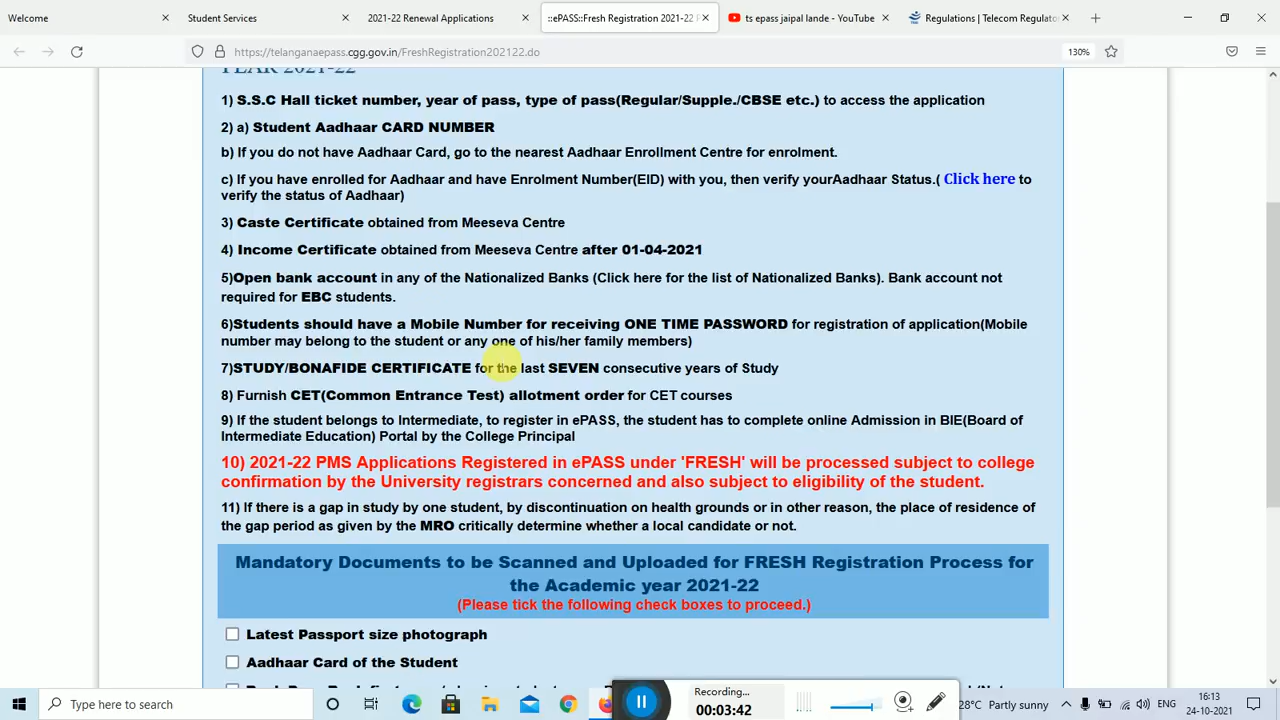 Welcome
Student Services
2021-22 Renewal Applications
::ePASS::Fresh Registration 2021-22
ts epass jaipal lande - YouTube
Regulations | Telecom Regulato
https://telanganaepass.cgg.gov.in/FreshRegistration202122.do
130%
YEAR 2021-22
1) S.S.C Hall ticket number, year of pass, type of pass(Regular/Supple./CBSE etc.) to access the application
2) a) Student Aadhaar CARD NUMBER
b) If you do not have Aadhaar Card, go to the nearest Aadhaar Enrollment Centre for enrolment.
c) If you have enrolled for Aadhaar and have Enrolment Number(EID) with you, then verify yourAadhaar Status.( Click here to
verify the status of Aadhaar)
3) Caste Certificate obtained from Meeseva Centre
4) Income Certificate obtained from Meeseva Centre after 01-04-2021
5)Open bank account in any of the Nationalized Banks (Click here for the list of Nationalized Banks). Bank account not
required for EBC students.
6)Students should have a Mobile Number for receiving ONE TIME PASSWORD for registration of application(Mobile
number may belong to the student or any one of his/her family members)
7)STUDY/BONAFIDE CERTIFICATE for the last SEVEN consecutive years of Study
8) Furnish CET(Common Entrance Test) allotment order for CET courses
9) If the student belongs to Intermediate, to register in ePASS, the student has to complete online Admission in BIE(Board of
Intermediate Education) Portal by the College Principal
10) 2021-22 PMS Applications Registered in ePASS under 'FRESH' will be processed subject to college
confirmation by the University registrars concerned and also subject to eligibility of the student.
11) If there is a gap in study by one student, by discontinuation on health grounds or in other reason, the place of residence of
the gap period as given by the MRO critically determine whether a local candidate or not.
Mandatory Documents to be Scanned and Uploaded for FRESH Registration Process for
the Academic year 2021-22
(Please tick the following check boxes to proceed.)
Latest Passport size photograph
Aadhaar Card of the Student
Type here to search
Recording...
00:03:42
28°C Partly sunny
ENG
16:13
24-10-2021